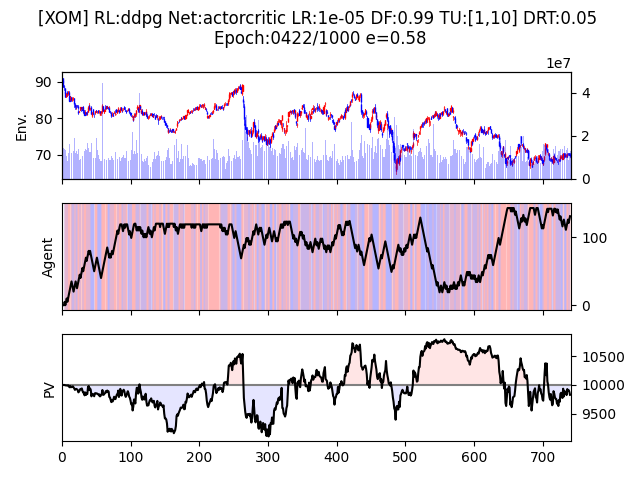 [XOM] RL:ddpg Net:actorcritic LR:1e-05 DF:0.99 TU:[1,10] DRT:0.05
Epoch:0422/1000 e=0.58
1e7
90
80
70
Env.
4
2
0
Agent
100
0
PV
10500
10000
9500
0 100 200 300 400 500 600 700